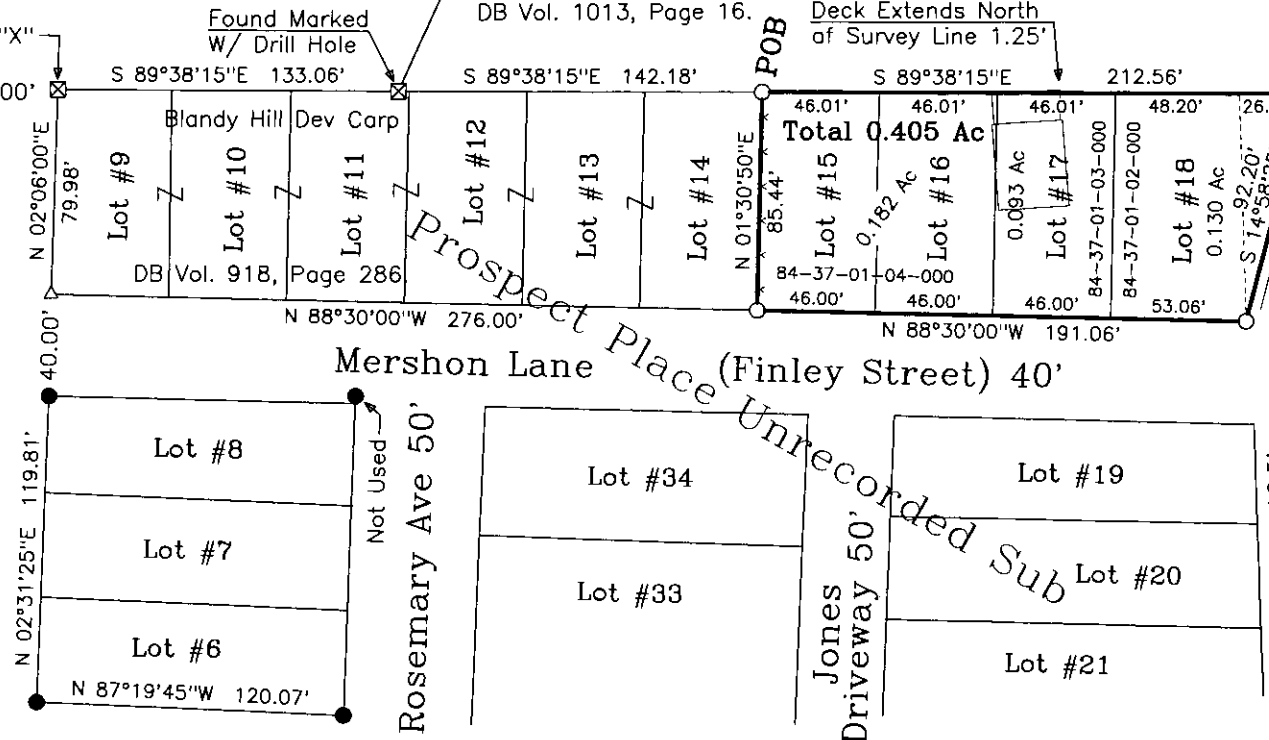 Found Marked
W/ Drill Hole
DB Vol. 1013, Page 16.
Deck Extends North
of Survey Line 1.25'
"X"
POB
S 89°38'15"E 133.06'
S 89°38'15"E 142.18'
S 89°38'15"E 212.56'
00'
46.01'
46.01'
46.01'
48.20'
26.
Blandy Hill Dev Carp
Total 0.405 Ac
N 02°06'00"E
79.98'
Lot #9
Lot #10
Lot #11
Lot #12
Lot #13
Lot #14
N 01°30'50"E
85.44'
Lot #15
0.182 Ac
Lot #16
0.093 Ac
Lot #17
84-37-01-03-000
84-37-01-02-000
Lot #18
0.130 Ac
92.20'
S 14°58'
DB Vol. 918, Page 286
84-37-01-04-000
46.00'
46.00'
46.00'
53.06'
N 88°30'00"W 276.00'
N 88°30'00"W 191.06'
Prospect Place Unrecorded Sub
40.00'
Mershon Lane (Finley Street) 40'
N 02°31'25"E 119.81'
Lot #8
Lot #7
Lot #6
N 87°19'45"W 120.07'
Not Used
Rosemary Ave 50'
Lot #34
Lot #33
Jones
Driveway 50'
Lot #19
Lot #20
Lot #21